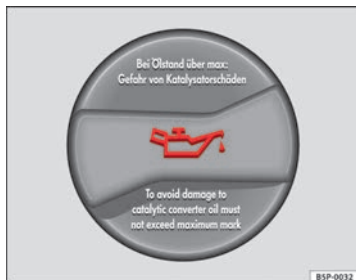 Bei Ölstand über max:
Gefahr von Katalysatorschäden
To avoid damage to
catalytic converter oil must
not exceed maximum mark
B5P-0032